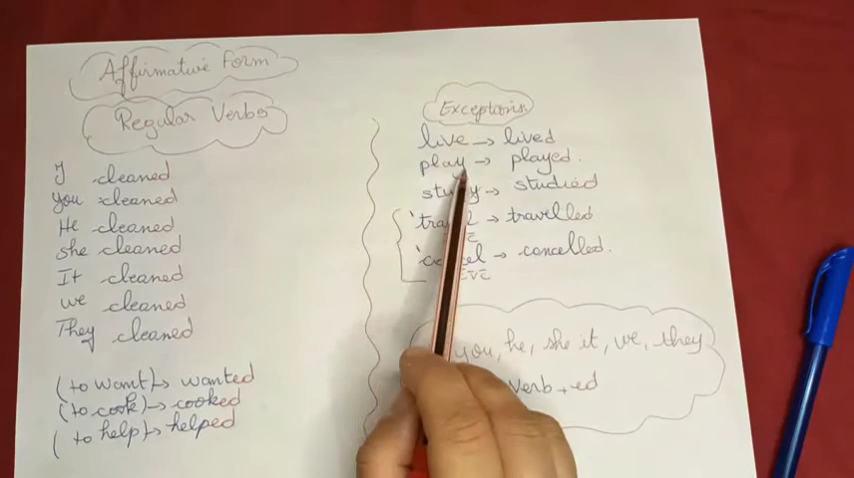 Affirmative Form
Regular Verbs
I cleaned
You cleaned
He cleaned
she cleaned
It cleaned
we cleaned
They cleaned
(to want) → wanted
(to cook) → cooked
(to help) → helped
Exceptions
live → lived
play → played.
→ studied
→ travelled
→ cancelled.
you, he, she it, we, they
Verb + ed